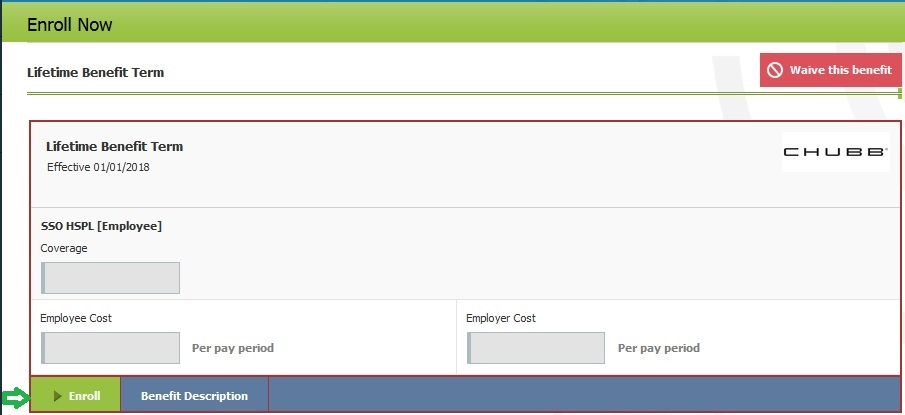 Enroll Now
Lifetime Benefit Term
Waive this benefit
Lifetime Benefit Term
CHUBB®
Effective 01/01/2018
SSO HSPL [Employee]
Coverage
Employee Cost
Employer Cost
Per pay period
Per pay period
Enroll
Benefit Description